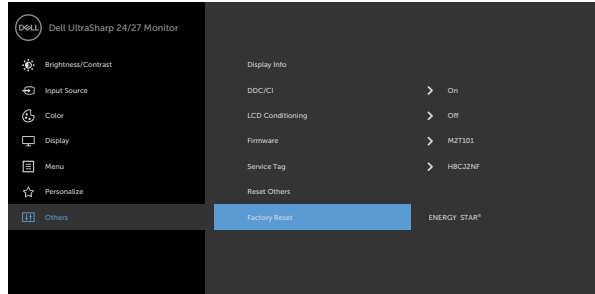 DELL Dell UltraSharp 24/27 Monitor
Brightness/Contrast Display Info
Input Source DDC/CI On
Color LCD Conditioning Off
Display Firmware M2T101
Menu Service Tag H8CJ2NF
Personalize Reset Others
Others Factory Reset ENERGY STAR®